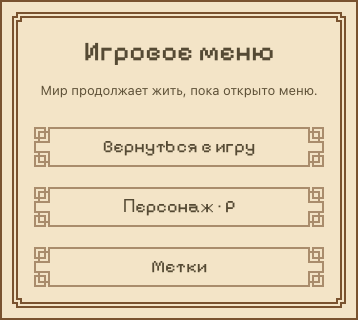 Игровое меню
Мир продолжает жить, пока открыто меню.
Вернуться в игру
Персонаж · P
Метки